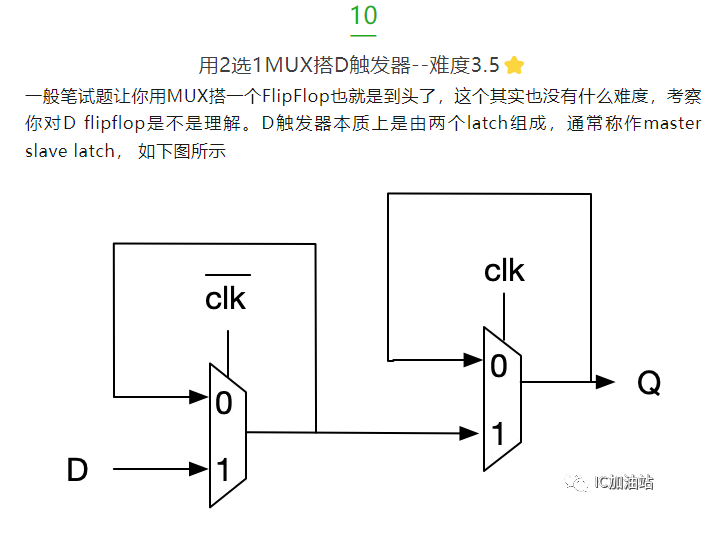 10
用2选1MUX搭D触发器--难度3.5
一般笔试题让你用MUX搭一个FlipFlop也就是到头了，这个其实也没有什么难度，考察
你对D flipflop是不是理解。D触发器本质上是由两个latch组成，通常称作master
slave latch， 如下图所示
clk
clk
0
0
Q
1
D
1
IC加油站